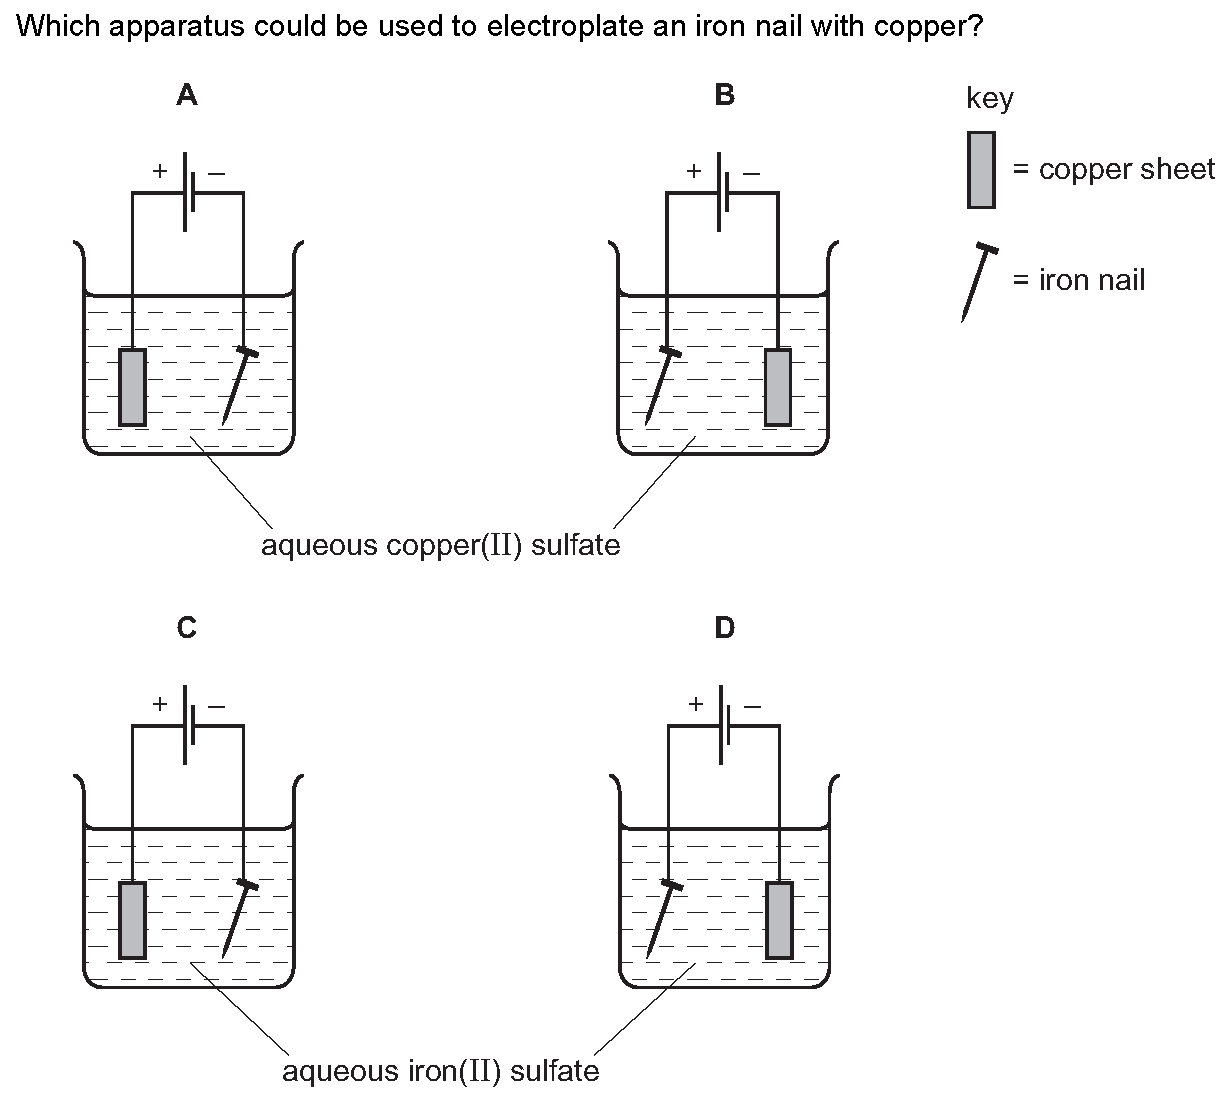 Which apparatus could be used to electroplate an iron nail with copper?
A
B
key
+ –
+ –
= copper sheet
= iron nail
aqueous copper(II) sulfate
C
D
+ –
+ –
aqueous iron(II) sulfate